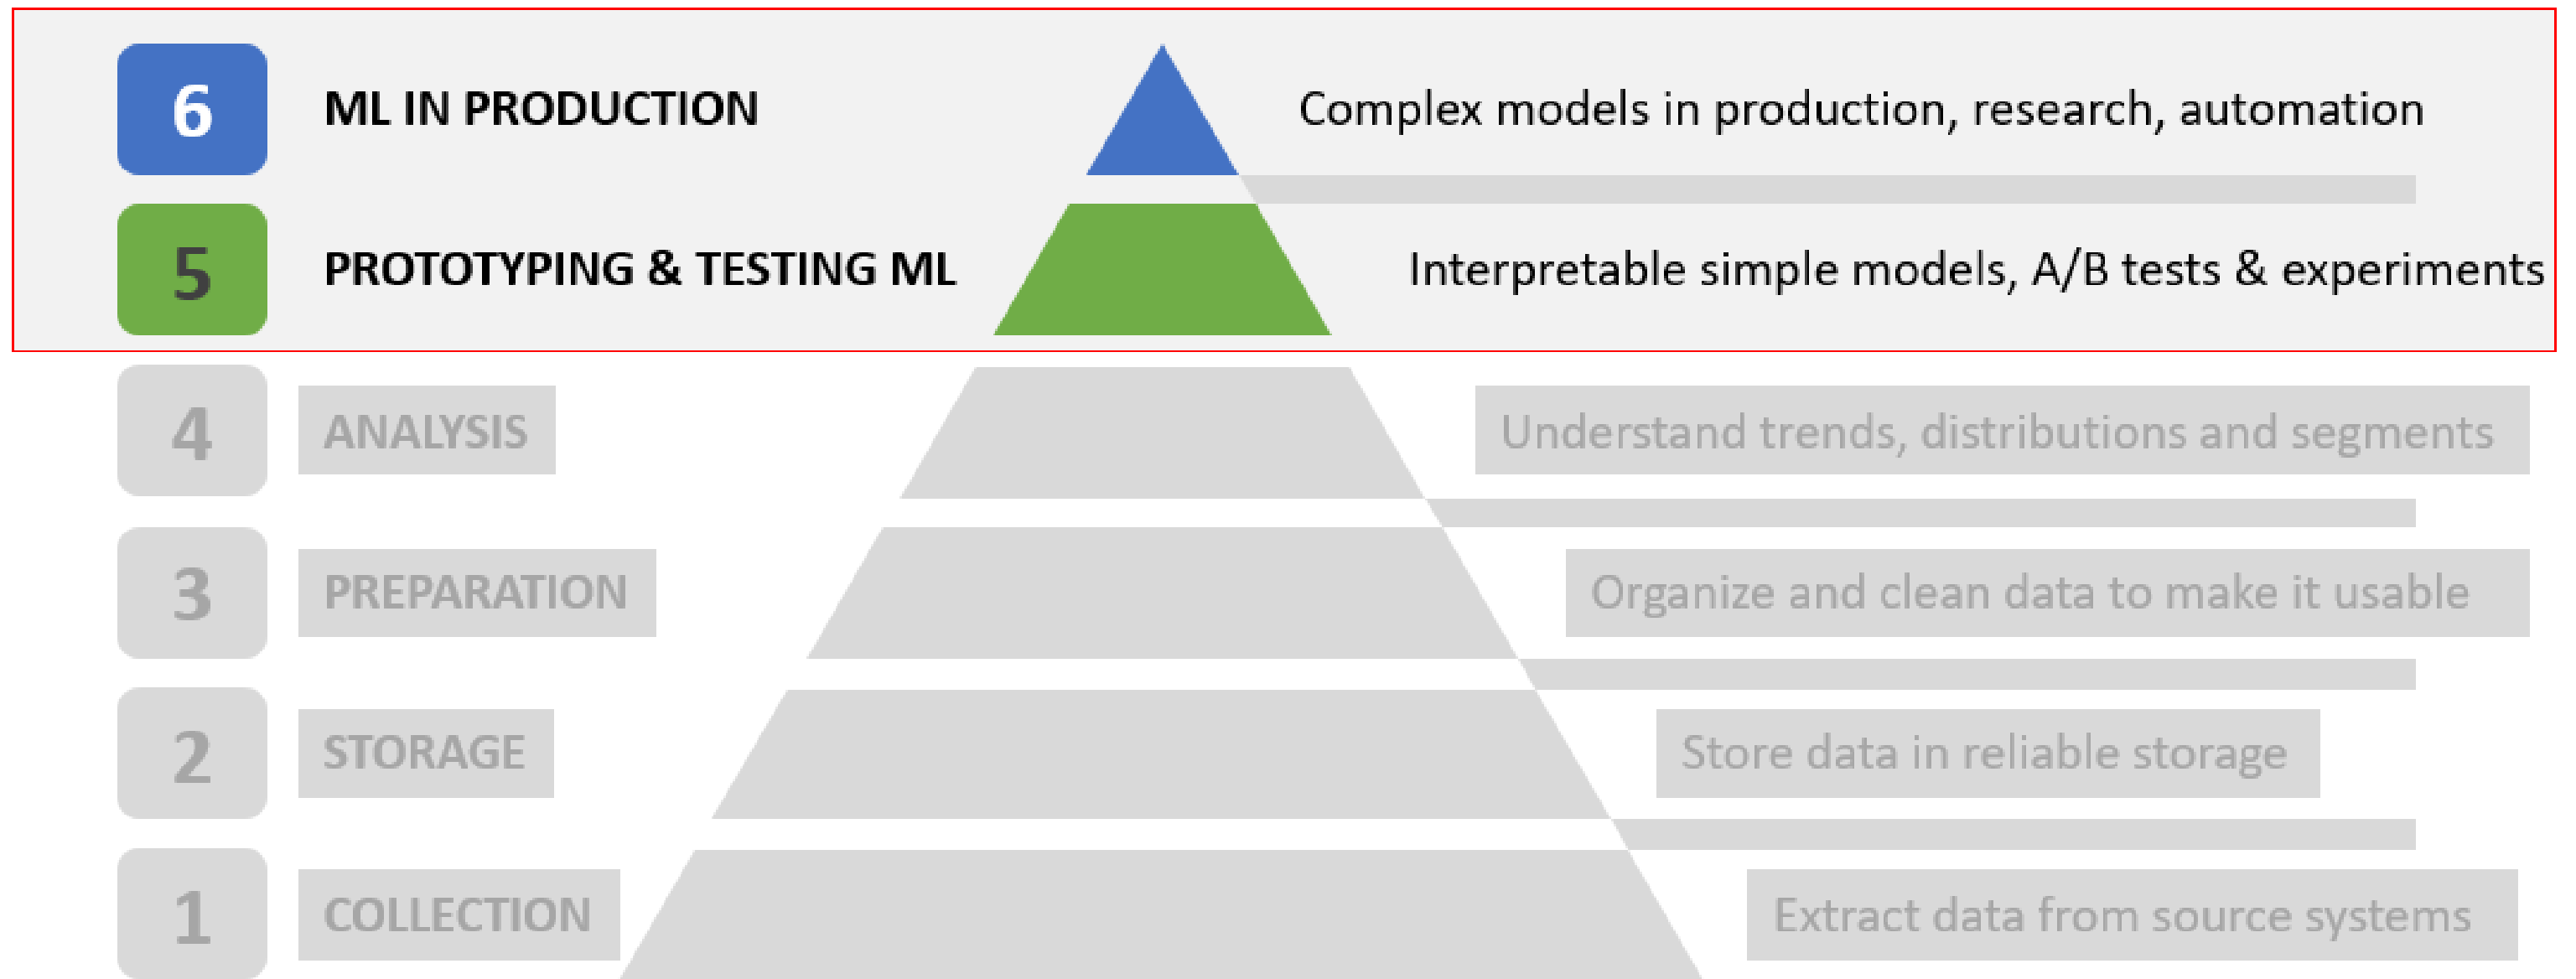 6
ML IN PRODUCTION
Complex models in production, research, automation
5
PROTOTYPING & TESTING ML
Interpretable simple models, A/B tests & experiments
4
ANALYSIS
Understand trends, distributions and segments
3
PREPARATION
Organize and clean data to make it usable
2
STORAGE
Store data in reliable storage
1
COLLECTION
Extract data from source systems